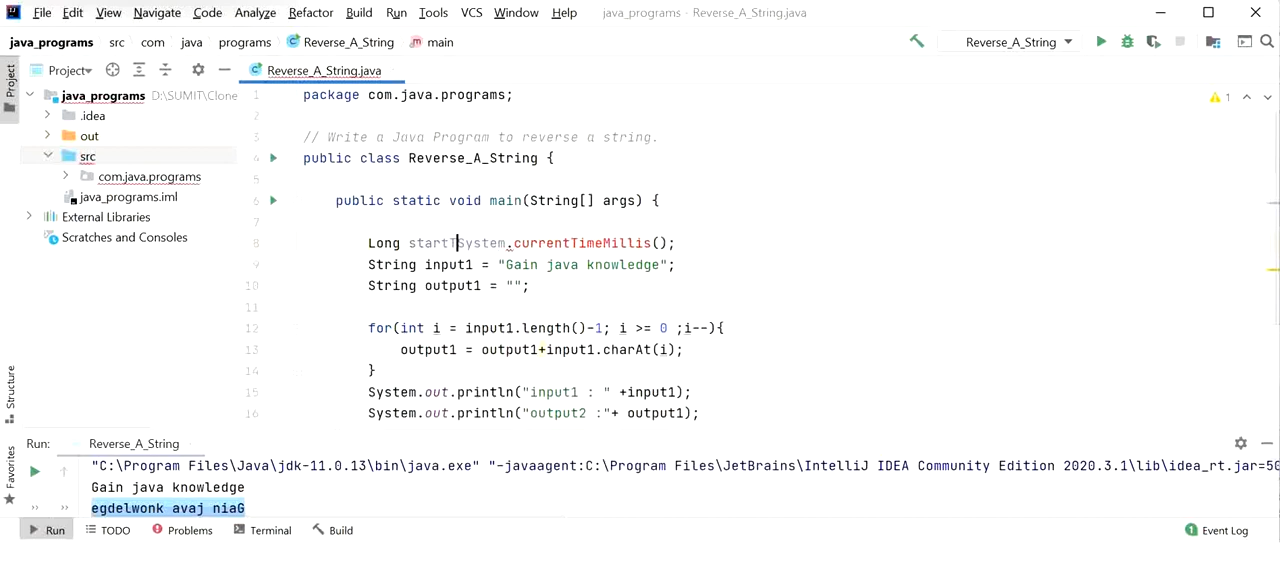 File Edit View Navigate Code Analyze Refactor Build Run Tools VCS Window Help java_programs - Reverse_A_String.java
java_programs src com java programs Reverse_A_String main Reverse_A_String
Project Project Reverse_A_String.java
java_programs D:\SUMIT\Clone
.idea
out
src
com.java.programs
java_programs.iml
External Libraries
Scratches and Consoles
1 package com.java.programs; 1
2
3 // Write a Java Program to reverse a string.
4 public class Reverse_A_String {
5
6 public static void main(String[] args) {
7
8 Long startTSystem.currentTimeMillis();
9 String input1 = "Gain java knowledge";
10 String output1 = "";
11
12 for(int i = input1.length()-1; i >= 0 ;i--){
13 output1 = output1+input1.charAt(i);
14 }
15 System.out.println("input1 : " +input1);
16 System.out.println("output2 :"+ output1);
Structure
Favorites
Run: Reverse_A_String
"C:\Program Files\Java\jdk-11.0.13\bin\java.exe" "-javaagent:C:\Program Files\JetBrains\IntelliJ IDEA Community Edition 2020.3.1\lib\idea_rt.jar=50
Gain java knowledge
egdelwonk avaj niaG
Run TODO Problems Terminal Build 1 Event Log